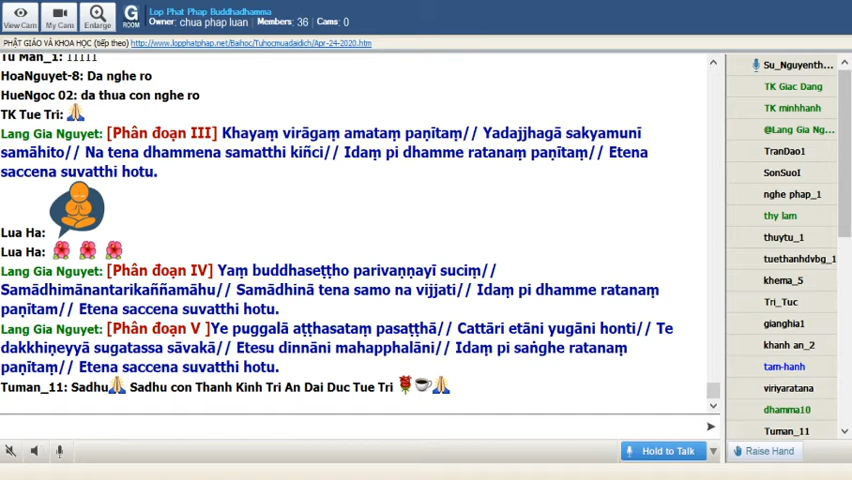 Lop Phat Phap Buddhadhamma
Owner: chua phap luan Members: 36 Cams: 0
View Cam My Cam Enlarge G ROOM
PHẬT GIÁO VÀ KHOA HỌC (tiếp theo) http://www.lopphatphap.net/Baihoc/Tuhocmuadaidich/Apr-24-2020.htm
Tu Man_1: 11111
HoaNguyet-8: Da nghe ro
HueNgoc 02: da thua con nghe ro
TK Tue Tri:
Lang Gia Nguyet: [Phân đoạn III] Khayaṃ virāgaṃ amataṃ paṇītaṃ// Yadajjhagā sakyamunī
samāhito// Na tena dhammena samatthi kiñci// Idaṃ pi dhamme ratanaṃ paṇītaṃ// Etena
saccena suvatthi hotu.
Lua Ha:
Lua Ha:
Lang Gia Nguyet: [Phân đoạn IV] Yaṃ buddhaseṭṭho parivaṇṇayī suciṃ//
Samādhimānantarikaññamāhu// Samādhinā tena samo na vijjati// Idaṃ pi dhamme ratanaṃ
paṇītaṃ// Etena saccena suvatthi hotu.
Lang Gia Nguyet: [Phân đoạn V ]Ye puggalā aṭṭhasataṃ pasaṭṭhā// Cattāri etāni yugāni honti// Te
dakkhiṇeyyā sugatassa sāvakā// Etesu dinnāni mahapphalāni// Idaṃ pi saṅghe ratanaṃ
paṇītaṃ// Etena saccena suvatthi hotu.
Tuman_11: Sadhu Sadhu con Thanh Kinh Tri An Dai Duc Tue Tri
Su_Nguyenth...
TK Giac Dang
TK minhhanh
@Lang Gia Ng...
TranDao1
SonSuoI
nghe phap_1
thy lam
thuytu_1
tuethanhdvbg_1
khema_5
Tri_Tuc
gianghia1
khanh an_2
tam-hanh
viriyaratana
dhamma10
Tuman_11
Hold to Talk
Raise Hand